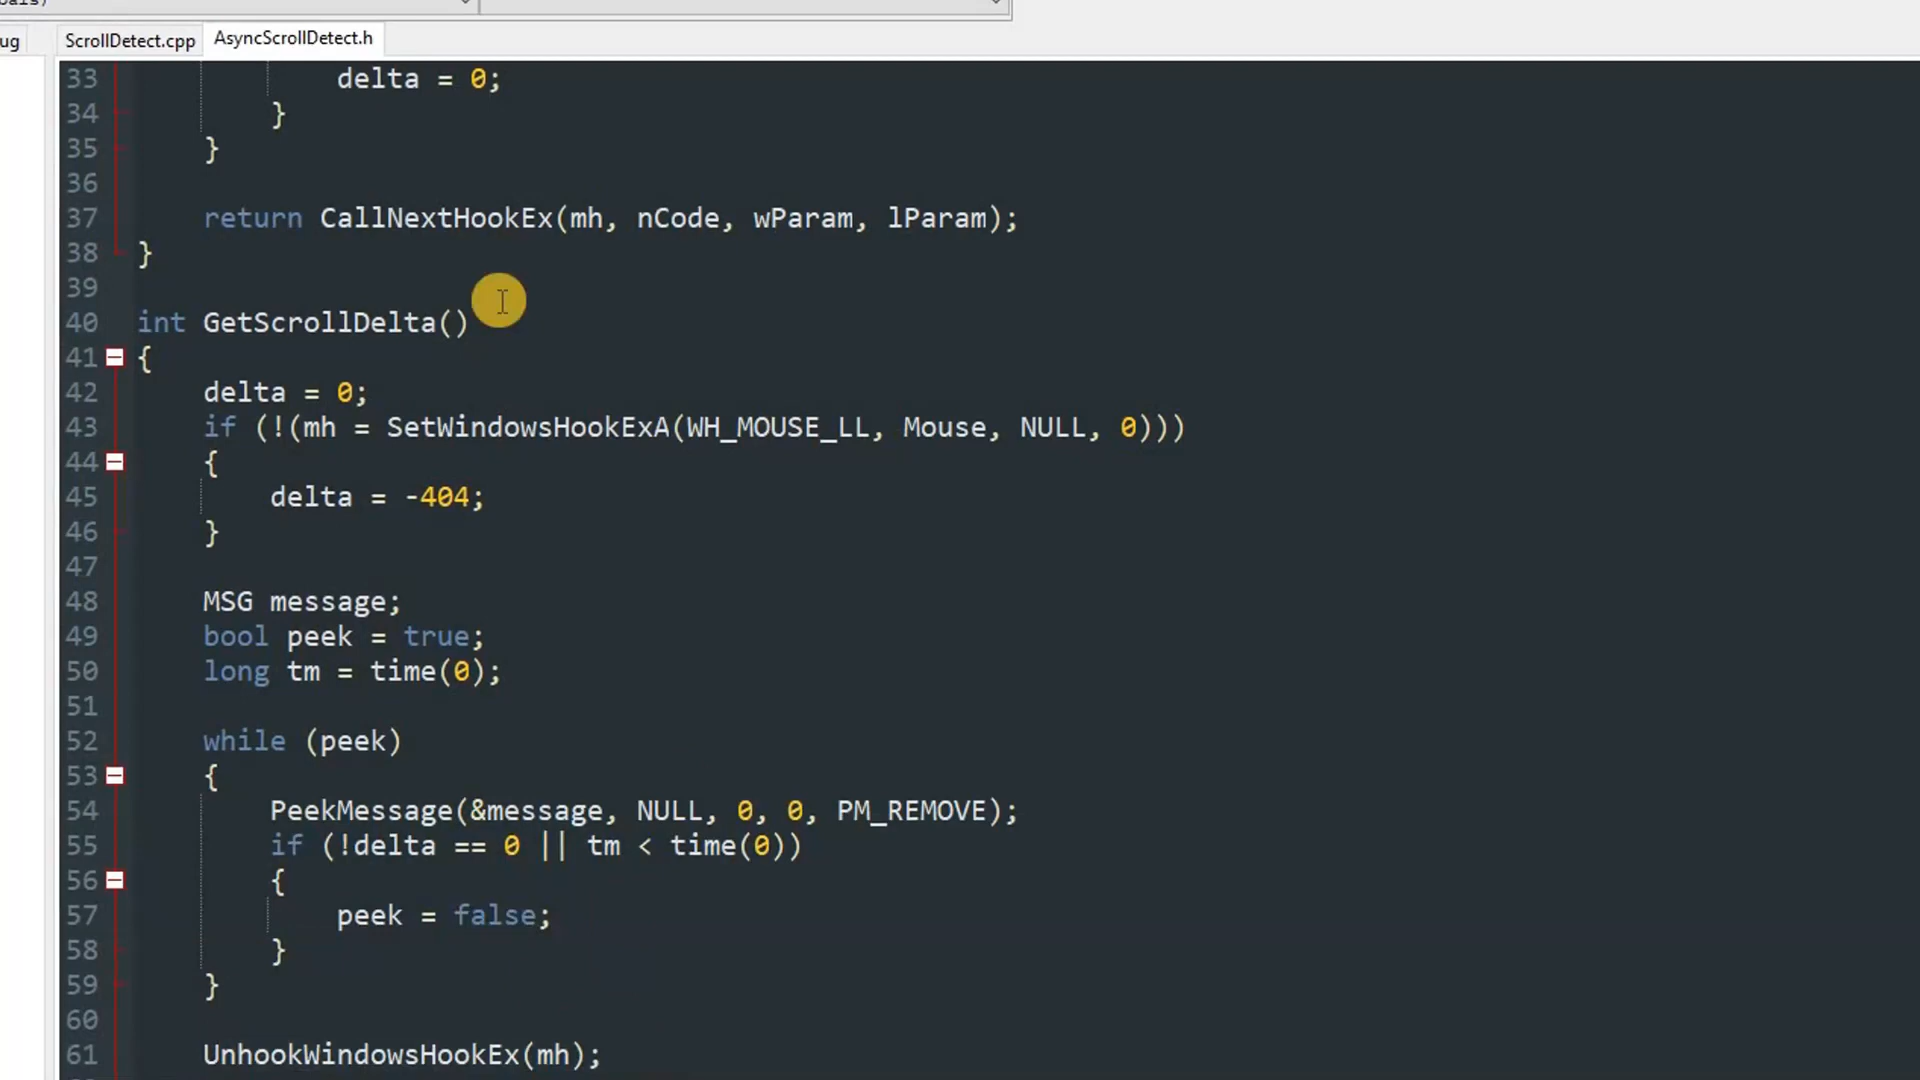 ug ScrollDetect.cpp AsyncScrollDetect.h
33 delta = 0;
34 }
35 }
36
37 return CallNextHookEx(mh, nCode, wParam, lParam);
38 }
39
40 int GetScrollDelta()
41 {
42 delta = 0;
43 if (!(mh = SetWindowsHookExA(WH_MOUSE_LL, Mouse, NULL, 0)))
44 {
45 delta = -404;
46 }
47
48 MSG message;
49 bool peek = true;
50 long tm = time(0);
51
52 while (peek)
53 {
54 PeekMessage(&message, NULL, 0, 0, PM_REMOVE);
55 if (!delta == 0 || tm < time(0))
56 {
57 peek = false;
58 }
59 }
60
61 UnhookWindowsHookEx(mh);